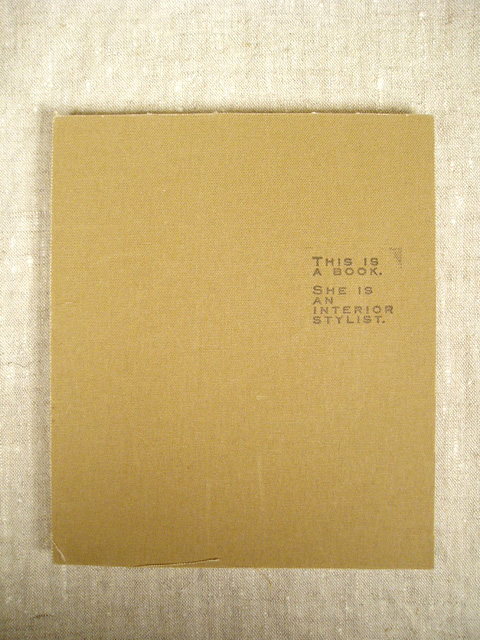 THIS IS
A BOOK.
SHE IS
AN
INTERIOR
STYLIST.